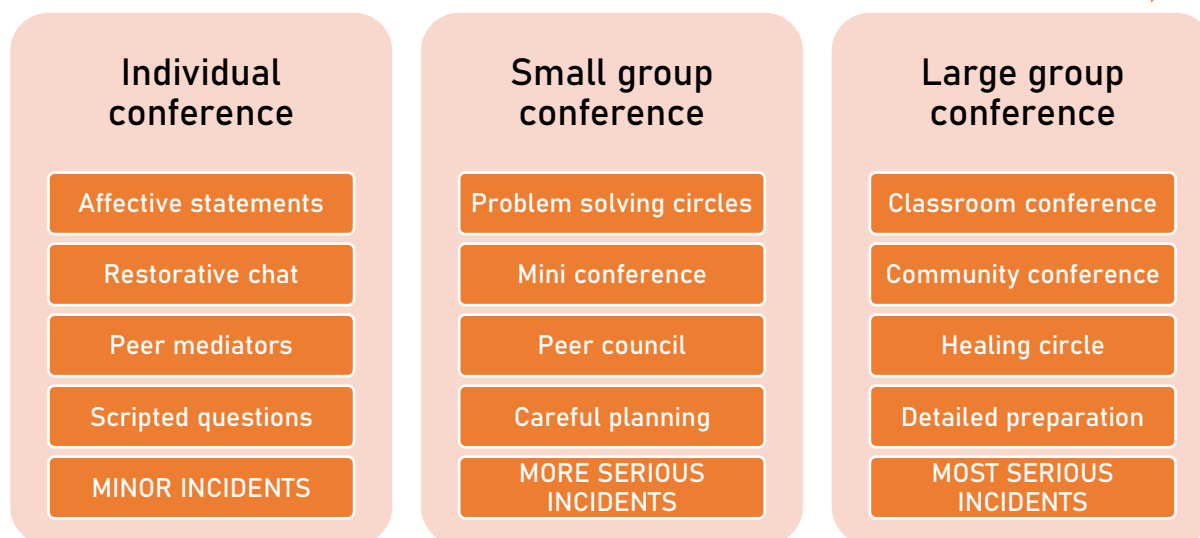 Individual
conference
Affective statements
Restorative chat
Peer mediators
Scripted questions
MINOR INCIDENTS
Small group
conference
Problem solving circles
Mini conference
Peer council
Careful planning
MORE SERIOUS
INCIDENTS
Large group
conference
Classroom conference
Community conference
Healing circle
Detailed preparation
MOST SERIOUS
INCIDENTS